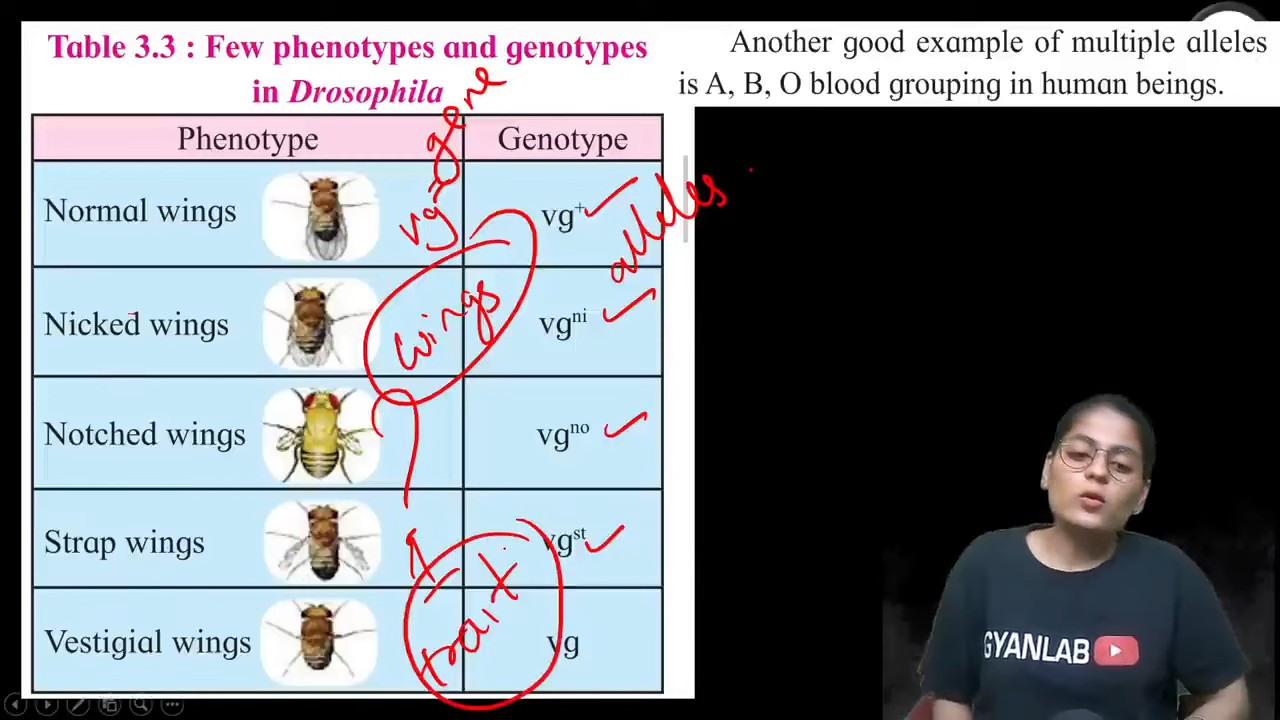 Table 3.3 : Few phenotypes and genotypes
in Drosophila
Another good example of multiple alleles
is A, B, O blood grouping in human beings.
Phenotype
Genotype
Normal wings
vg+
Nicked wings
vgni
Notched wings
vgno
Strap wings
vgst
Vestigial wings
vg
vg = gene
alleles
wings
trait
GYANLAB